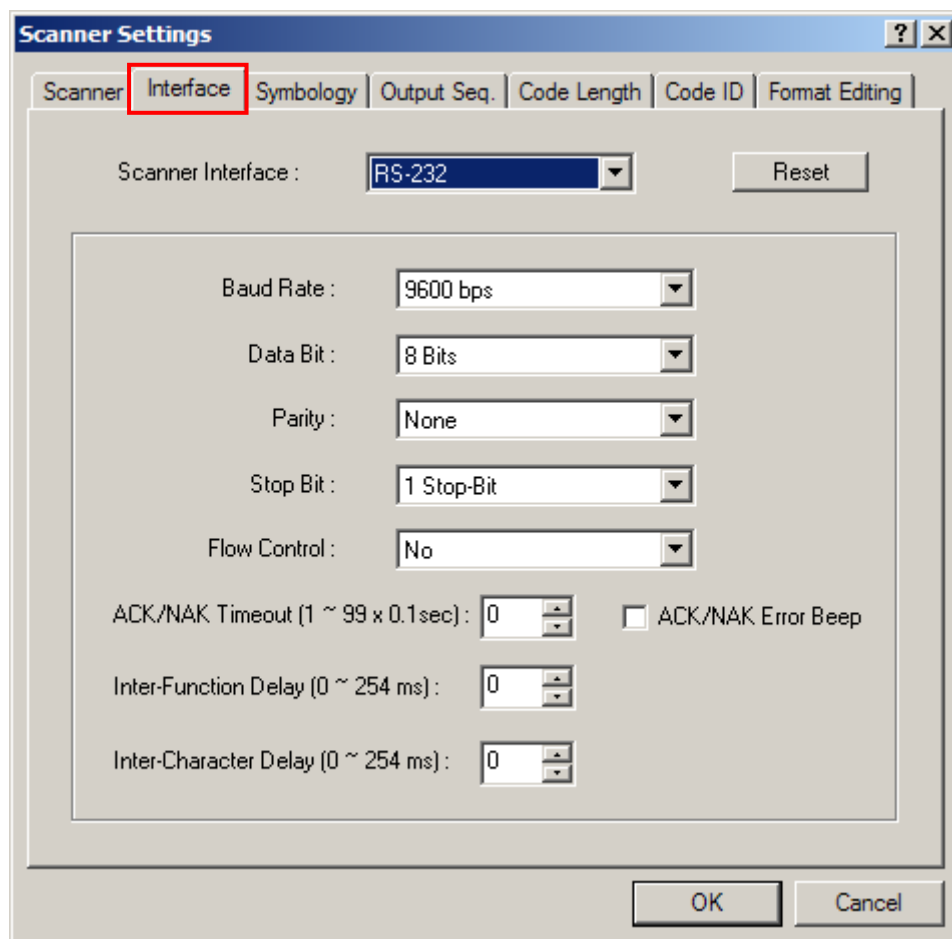 Scanner Settings
Scanner Interface Symbology Output Seq. Code Length Code ID Format Editing
Scanner Interface : RS-232 Reset
Baud Rate : 9600 bps
Data Bit : 8 Bits
Parity : None
Stop Bit : 1 Stop-Bit
Flow Control : No
ACK/NAK Timeout (1 ~ 99 x 0.1sec) : 0 ACK/NAK Error Beep
Inter-Function Delay (0 ~ 254 ms) : 0
Inter-Character Delay (0 ~ 254 ms) : 0
OK Cancel